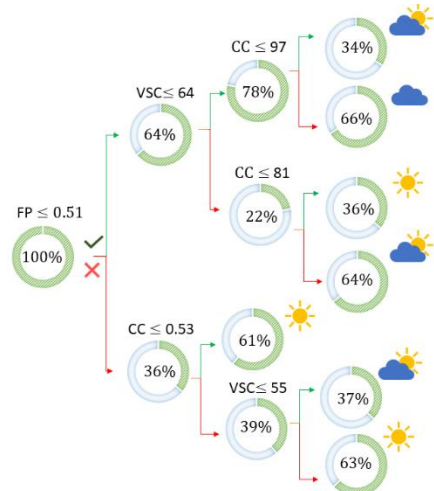 CC ≤ 97
34%
VSC≤ 64
78%
64%
66%
CC ≤ 81
FP ≤ 0.51
22%
36%
100%
64%
CC ≤ 0.53
61%
36%
VSC≤ 55
37%
39%
63%